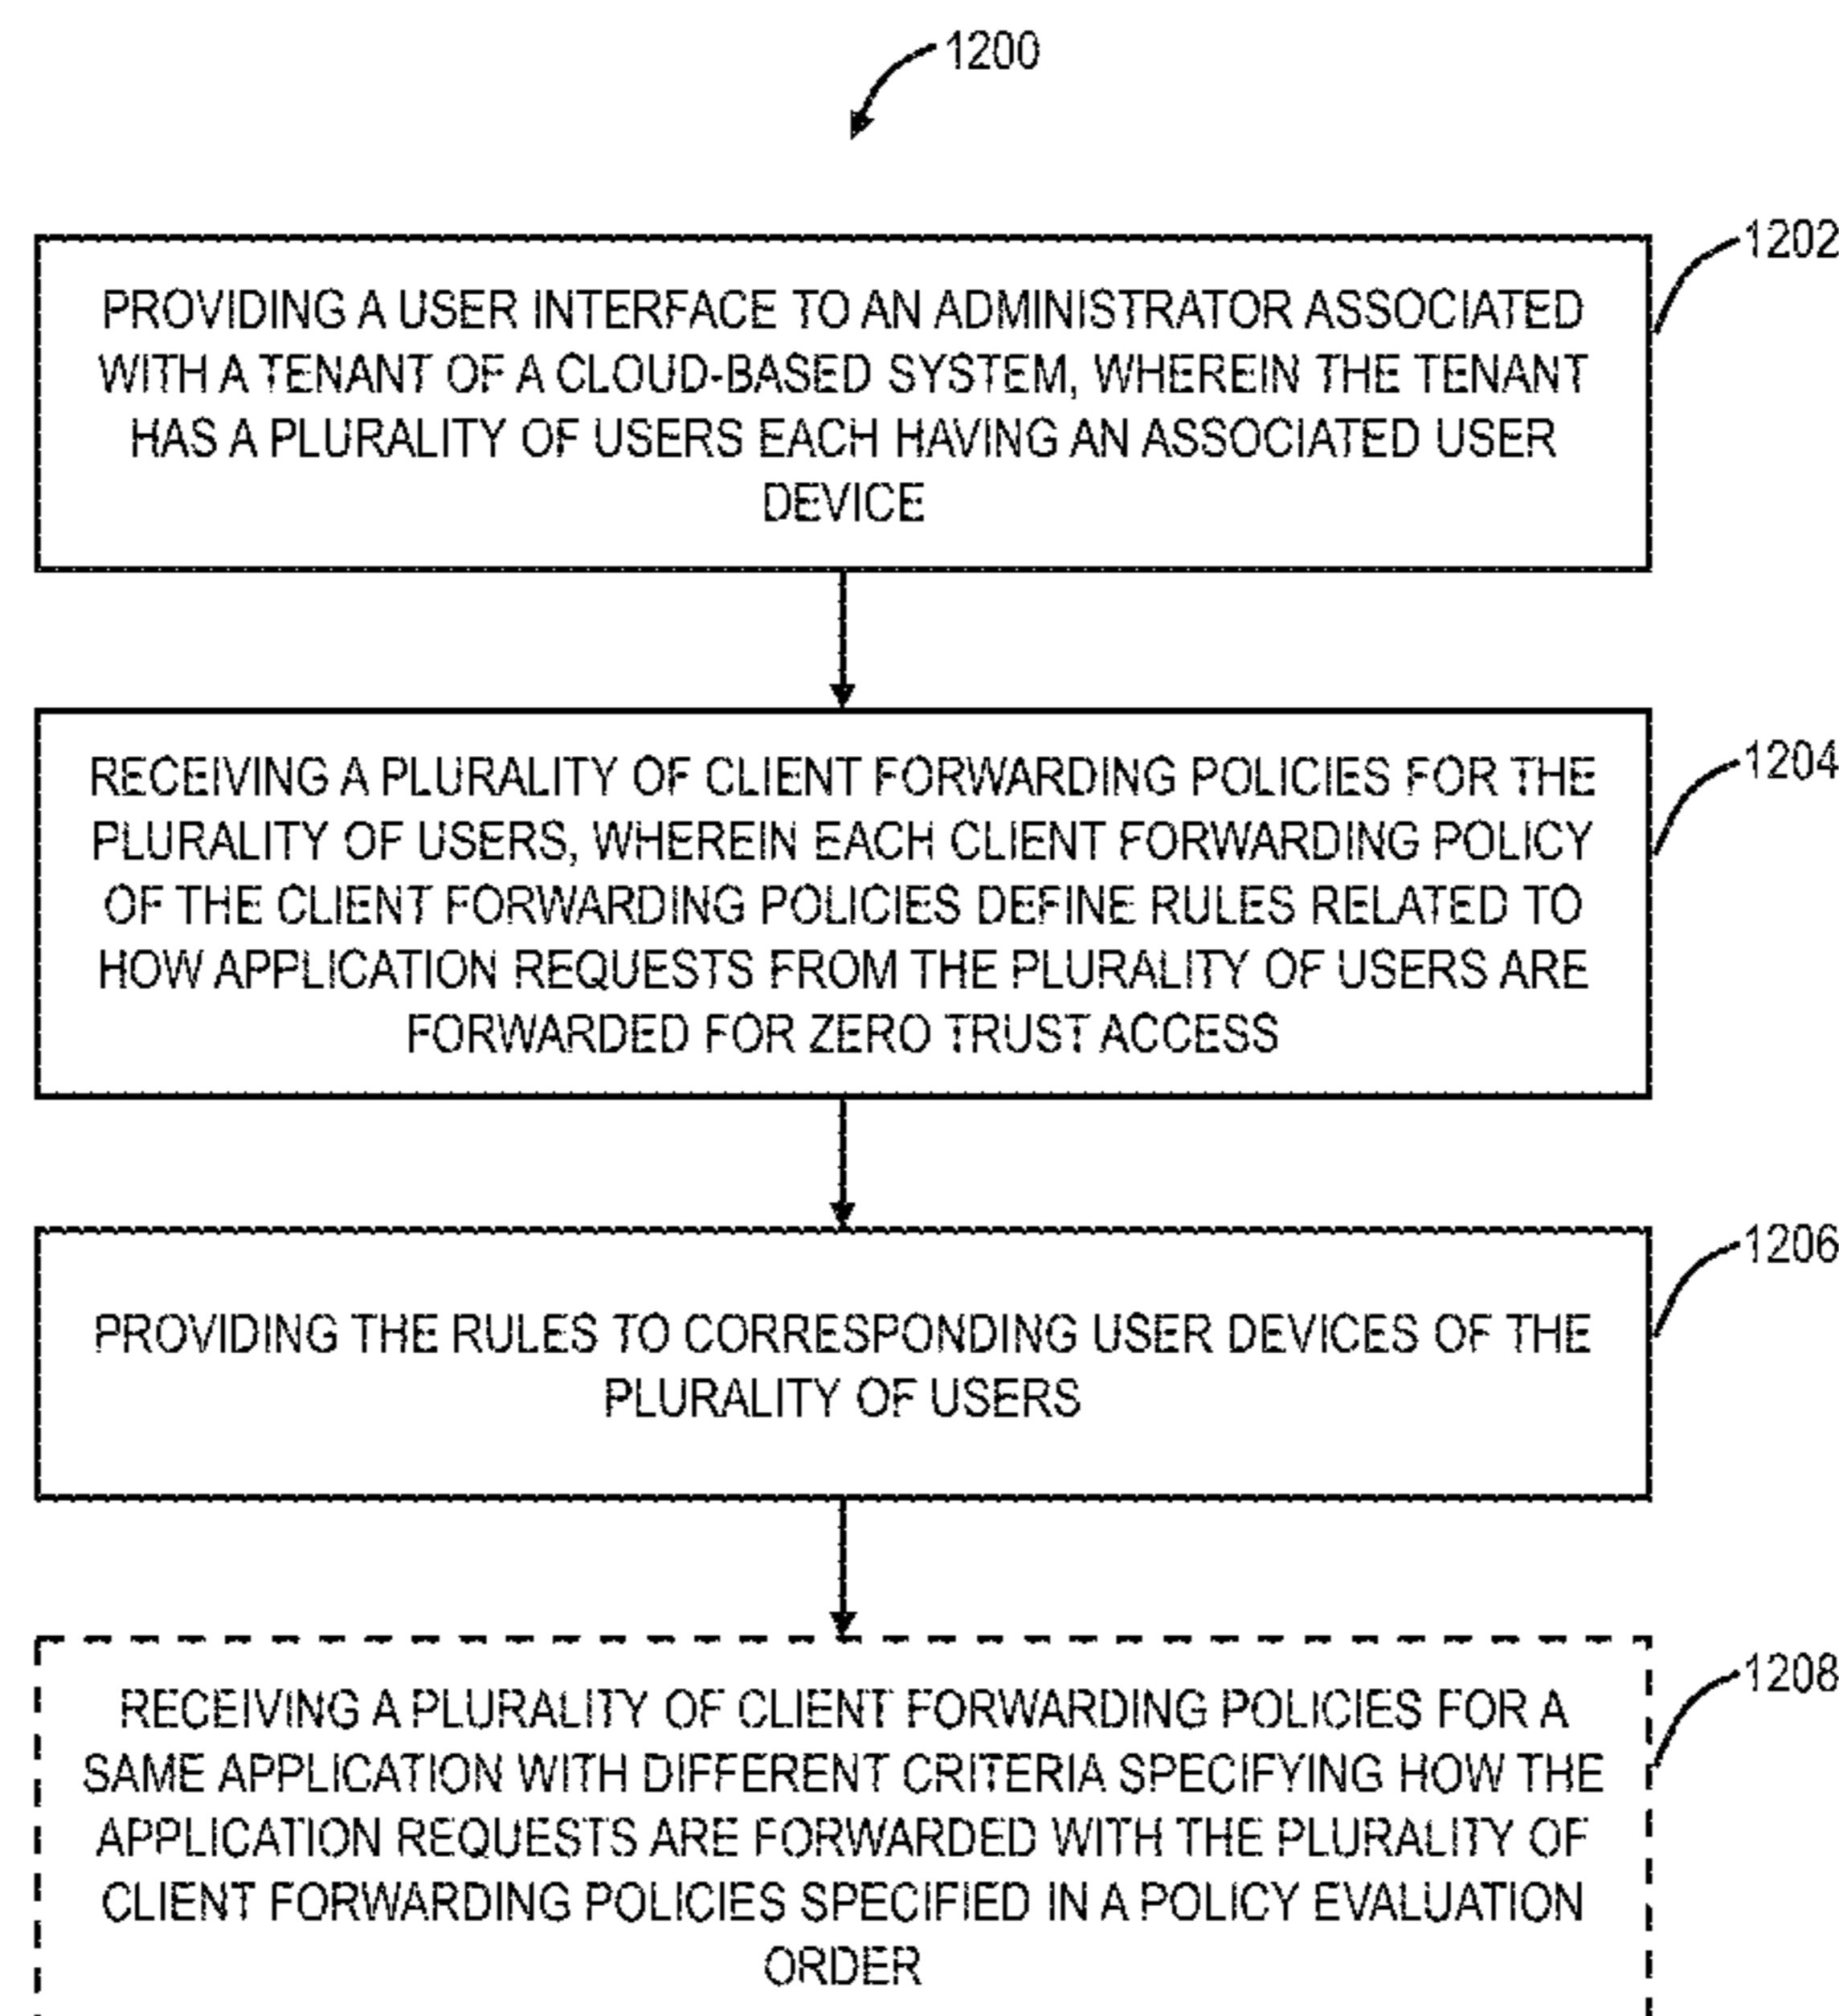 1200
1202
PROVIDING A USER INTERFACE TO AN ADMINISTRATOR ASSOCIATED
WITH A TENANT OF A CLOUD-BASED SYSTEM, WHEREIN THE TENANT
HAS A PLURALITY OF USERS EACH HAVING AN ASSOCIATED USER
DEVICE
1204
RECEIVING A PLURALITY OF CLIENT FORWARDING POLICIES FOR THE
PLURALITY OF USERS, WHEREIN EACH CLIENT FORWARDING POLICY
OF THE CLIENT FORWARDING POLICIES DEFINE RULES RELATED TO
HOW APPLICATION REQUESTS FROM THE PLURALITY OF USERS ARE
FORWARDED FOR ZERO TRUST ACCESS
1206
PROVIDING THE RULES TO CORRESPONDING USER DEVICES OF THE
PLURALITY OF USERS
1208
RECEIVING A PLURALITY OF CLIENT FORWARDING POLICIES FOR A
SAME APPLICATION WITH DIFFERENT CRITERIA SPECIFYING HOW THE
APPLICATION REQUESTS ARE FORWARDED WITH THE PLURALITY OF
CLIENT FORWARDING POLICIES SPECIFIED IN A POLICY EVALUATION
ORDER